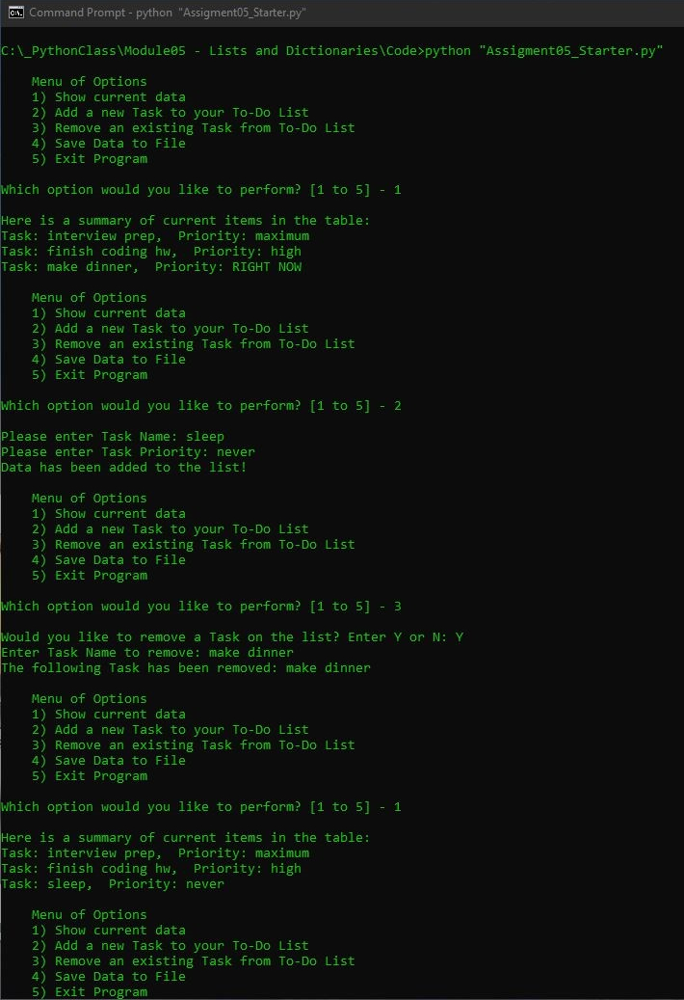 Command Prompt - python "Assigment05_Starter.py"
C:\_PythonClass\Module05 - Lists and Dictionaries\Code>python "Assigment05_Starter.py"
Menu of Options
1) Show current data
2) Add a new Task to your To-Do List
3) Remove an existing Task from To-Do List
4) Save Data to File
5) Exit Program
Which option would you like to perform? [1 to 5] - 1
Here is a summary of current items in the table:
Task: interview prep,  Priority: maximum
Task: finish coding hw,  Priority: high
Task: make dinner,  Priority: RIGHT NOW
Menu of Options
1) Show current data
2) Add a new Task to your To-Do List
3) Remove an existing Task from To-Do List
4) Save Data to File
5) Exit Program
Which option would you like to perform? [1 to 5] - 2
Please enter Task Name: sleep
Please enter Task Priority: never
Data has been added to the list!
Menu of Options
1) Show current data
2) Add a new Task to your To-Do List
3) Remove an existing Task from To-Do List
4) Save Data to File
5) Exit Program
Which option would you like to perform? [1 to 5] - 3
Would you like to remove a Task on the list? Enter Y or N: Y
Enter Task Name to remove: make dinner
The following Task has been removed: make dinner
Menu of Options
1) Show current data
2) Add a new Task to your To-Do List
3) Remove an existing Task from To-Do List
4) Save Data to File
5) Exit Program
Which option would you like to perform? [1 to 5] - 1
Here is a summary of current items in the table:
Task: interview prep,  Priority: maximum
Task: finish coding hw,  Priority: high
Task: sleep,  Priority: never
Menu of Options
1) Show current data
2) Add a new Task to your To-Do List
3) Remove an existing Task from To-Do List
4) Save Data to File
5) Exit Program